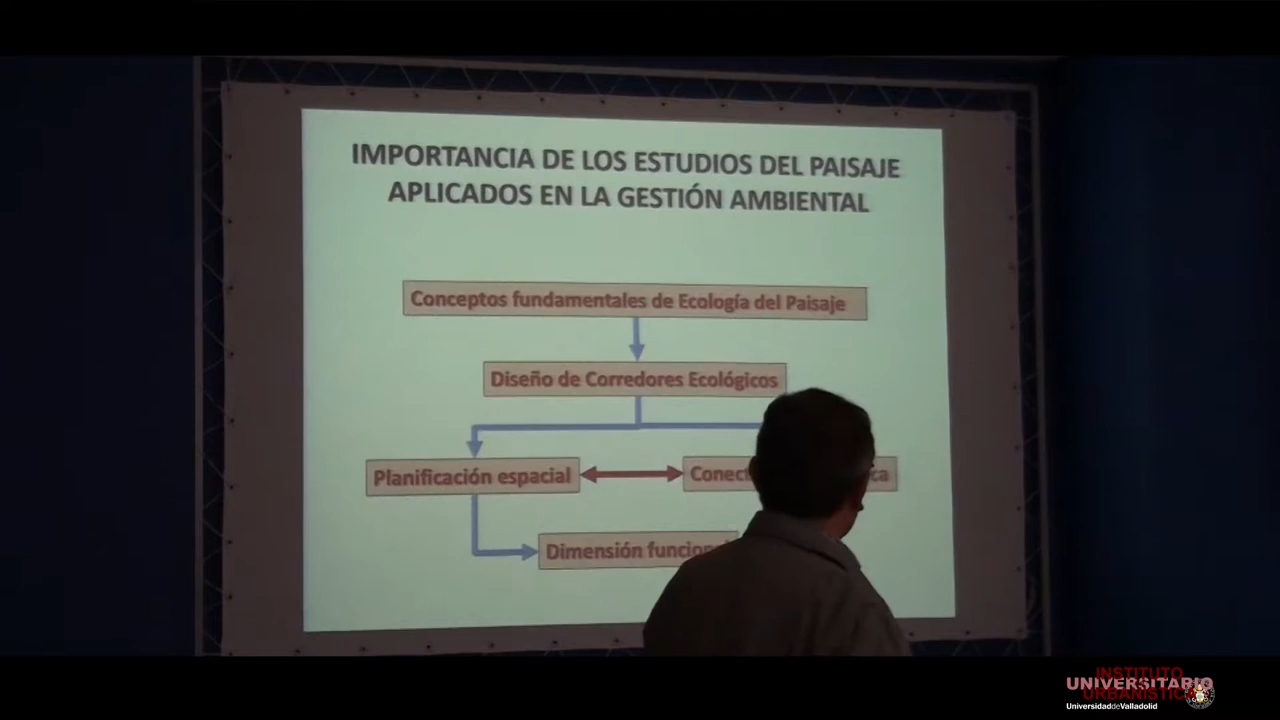 IMPORTANCIA DE LOS ESTUDIOS DEL PAISAJE
APLICADOS EN LA GESTIÓN AMBIENTAL
Conceptos fundamentales de Ecología del Paisaje
Diseño de Corredores Ecológicos
Planificación espacial
Dimensión
INSTITUTO
UNIVERSITARIO
URBANÍSTICA
UniversidaddeValladolid